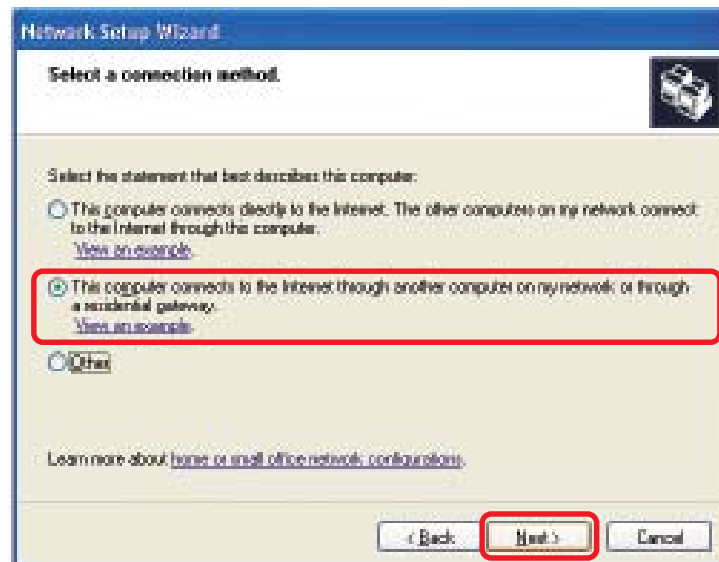 Network Setup Wizard
Select a connection method.
Select the statement that best describes this computer:
This computer connects directly to the Internet. The other computers on my network connect
to the Internet through this computer.
View an example.
This computer connects to the Internet through another computer on my network or through
a residential gateway.
View an example.
Other
Learn more about home or small office network configurations.
< Back
Next >
Cancel